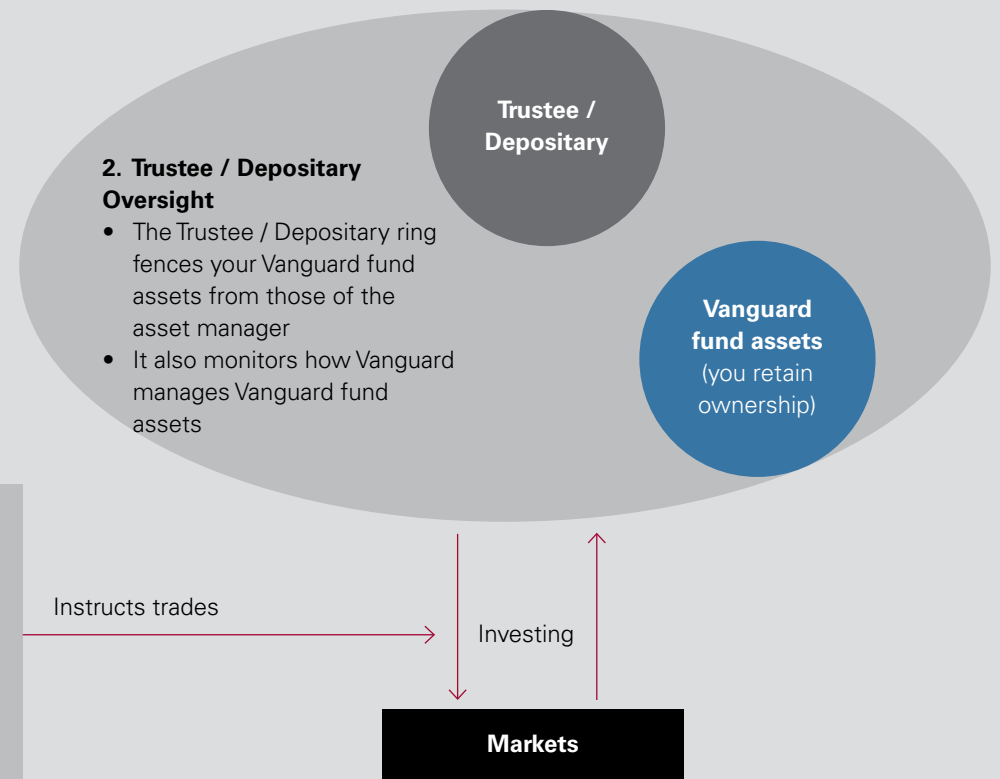 Trustee /
Depositary
2. Trustee / Depositary
Oversight
• The Trustee / Depositary ring
fences your Vanguard fund
assets from those of the
asset manager
• It also monitors how Vanguard
manages Vanguard fund
assets
Vanguard
fund assets
(you retain
ownership)
Instructs trades
Investing
Markets